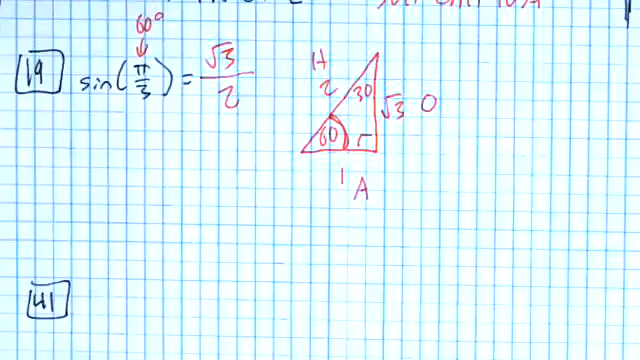 60°
↓
19 sin(π/3) = √3/2
H
2 30 √3 O
60
1 A
41